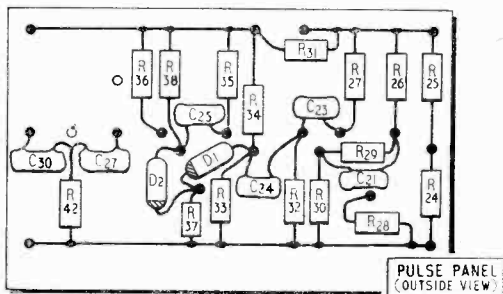 R31
R36
R38
R35
R34
R27
R26
R25
C25
C23
C30
C27
D2
D1
C24
R29
C21
R42
R37
R33
R32
R30
R28
R24
PULSE PANEL
(OUTSIDE VIEW)